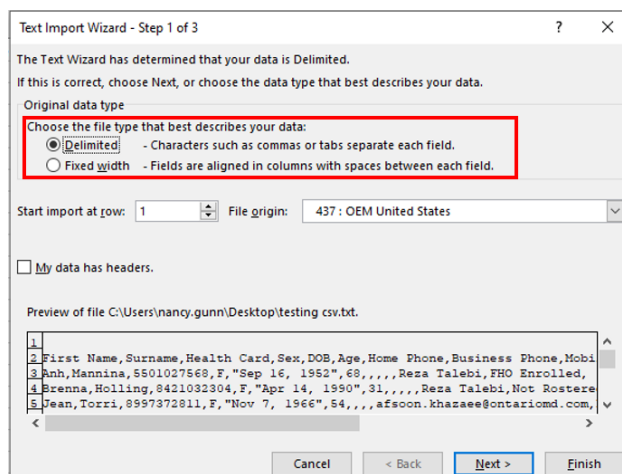 Text Import Wizard - Step 1 of 3 ? ×
The Text Wizard has determined that your data is Delimited.
If this is correct, choose Next, or choose the data type that best describes your data.
Original data type
Choose the file type that best describes your data:
Delimited - Characters such as commas or tabs separate each field.
Fixed width - Fields are aligned in columns with spaces between each field.
Start import at row: 1 File origin: 437 : OEM United States
My data has headers.
Preview of file C:\Users\nancy.gunn\Desktop\testing csv.txt.
1
2 First Name,Surname,Health Card,Sex,DOB,Age,Home Phone,Business Phone,Mobi
3 Anh,Mannina,5501027568,F,"Sep 16, 1952",68,,,,,Reza Talebi,FHO Enrolled,
4 Brenna,Holling,8421032304,F,"Apr 14, 1990",31,,,,,Reza Talebi,Not Rostere
5 Jean,Torri,8997372811,F,"Nov 7, 1966",54,,,,afsoon.khazaee@ontariomd.com,
Cancel < Back Next > Finish